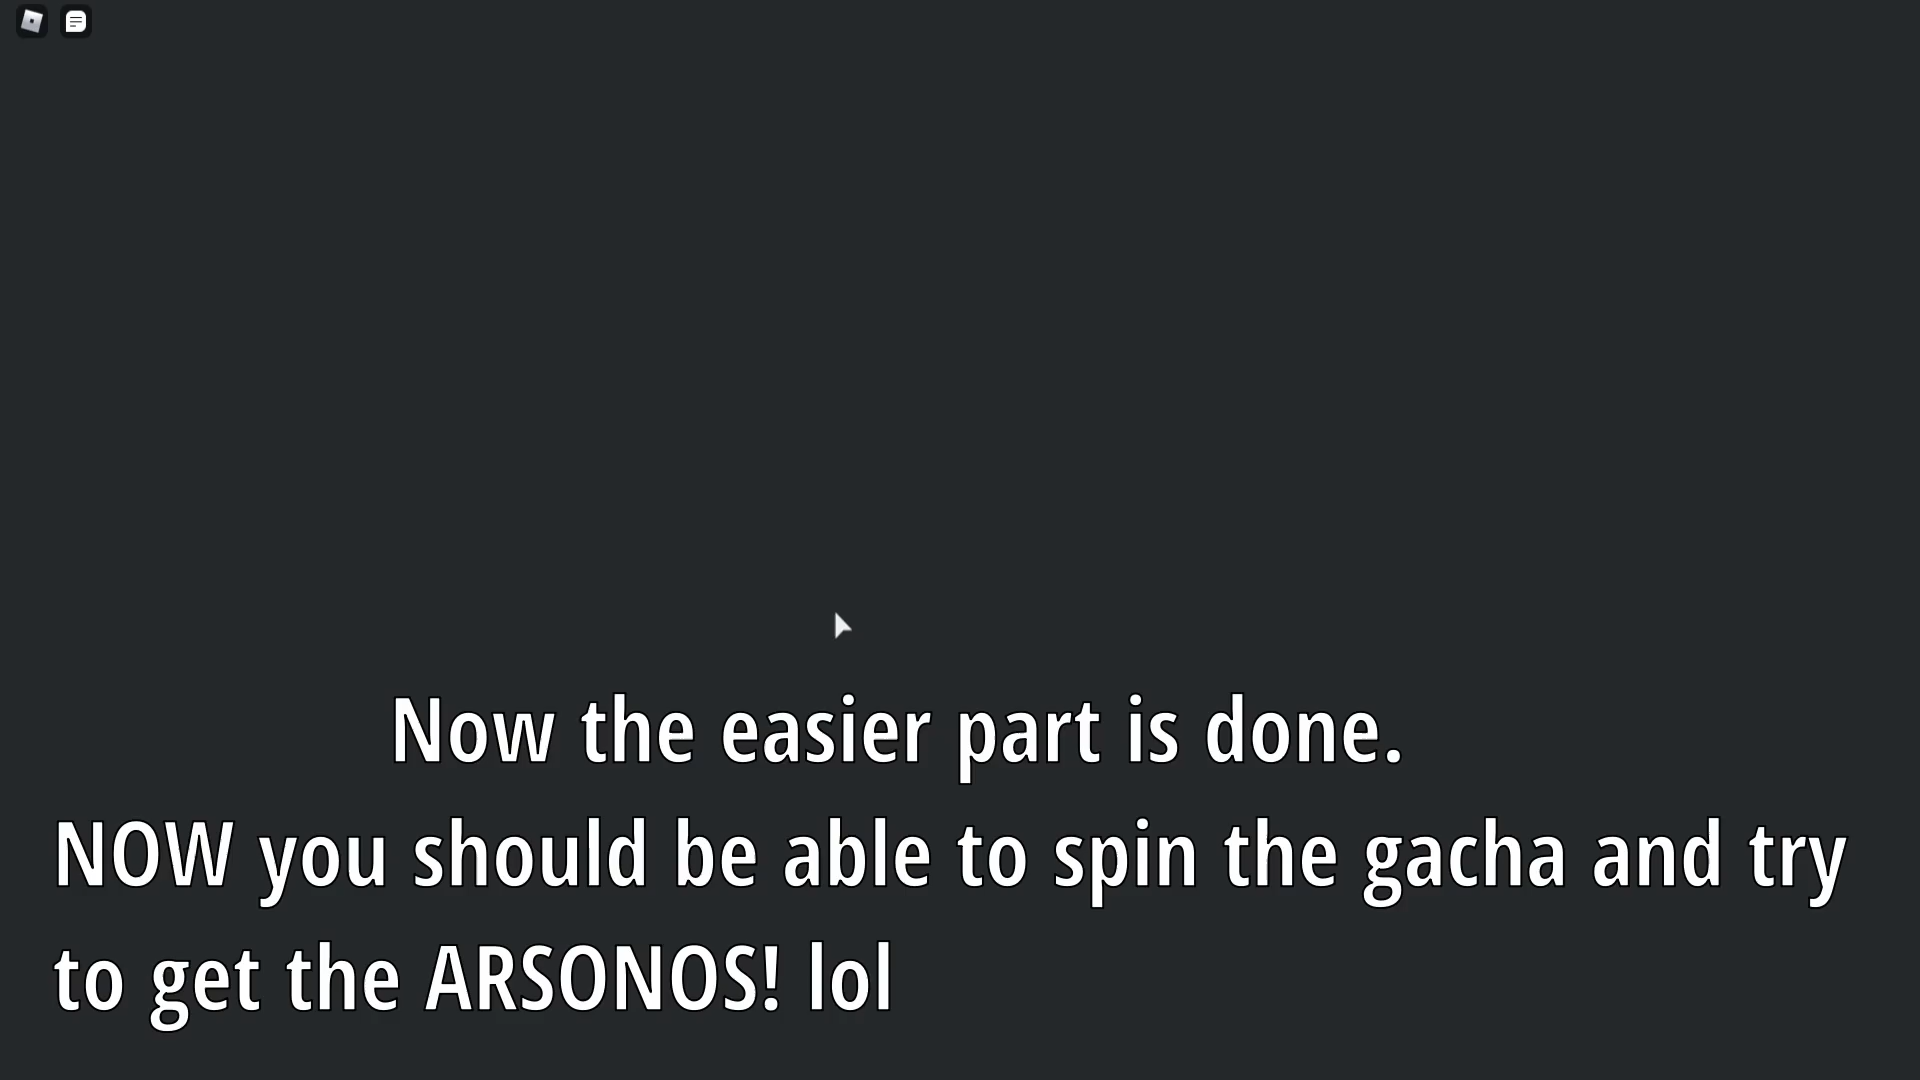 Now the easier part is done.
NOW you should be able to spin the gacha and try
to get the ARSONOS! lol